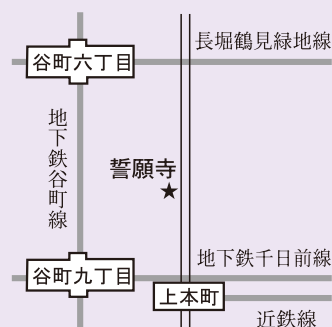 長堀鶴見緑地線
谷町六丁目
地下鉄谷町線
誓願寺
★
地下鉄千日前線
谷町九丁目
上本町
近鉄線